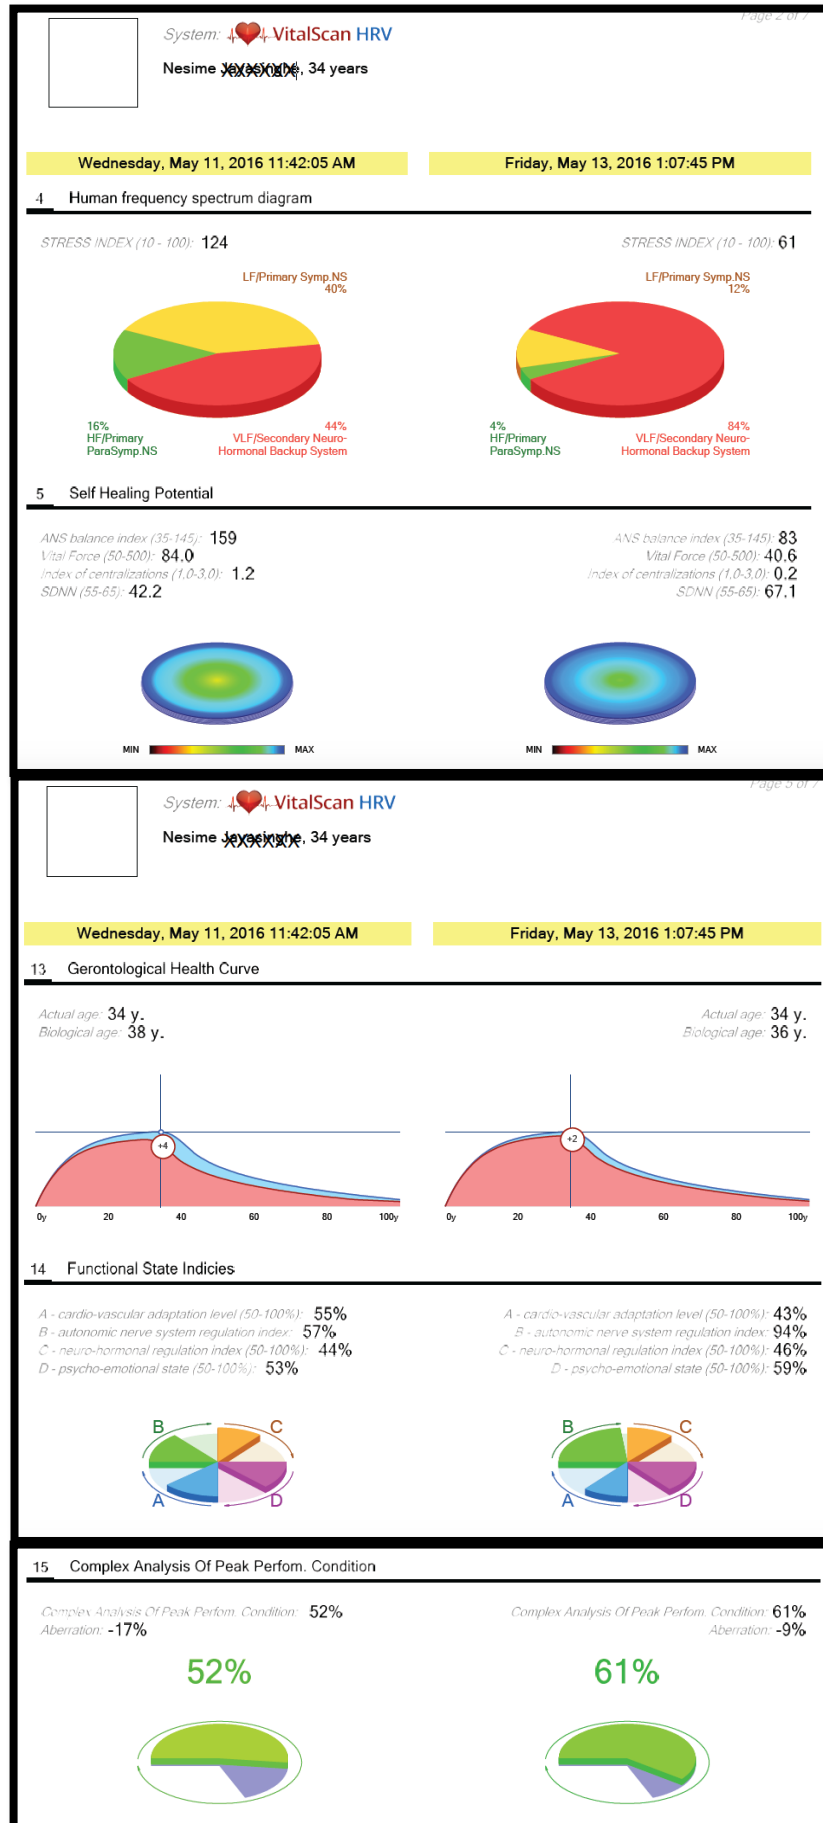 Page 2 of 7
System: VitalScan HRV
Nesime, 34 years
Wednesday, May 11, 2016 11:42:05 AM
Friday, May 13, 2016 1:07:45 PM
4 Human frequency spectrum diagram
STRESS INDEX (10 - 100): 124
STRESS INDEX (10 - 100): 61
LF/Primary Symp.NS
40%
LF/Primary Symp.NS
12%
16%
HF/Primary
ParaSymp.NS
44%
VLF/Secondary Neuro-
Hormonal Backup System
4%
HF/Primary
ParaSymp.NS
84%
VLF/Secondary Neuro-
Hormonal Backup System
5 Self Healing Potential
ANS balance index (35-145): 159
Vital Force (50-500): 84.0
Index of centralizations (1,0-3,0): 1.2
SDNN (55-65): 42.2
ANS balance index (35-145): 83
Vital Force (50-500): 40.6
Index of centralizations (1,0-3,0): 0.2
SDNN (55-65): 67.1
MIN MAX
MIN MAX
Page 5 of 7
System: VitalScan HRV
Nesime, 34 years
Wednesday, May 11, 2016 11:42:05 AM
Friday, May 13, 2016 1:07:45 PM
13 Gerontological Health Curve
Actual age: 34 y.
Biological age: 38 y.
Actual age: 34 y.
Biological age: 36 y.
+4
+2
0y 20 40 60 80 100y
0y 20 40 60 80 100y
14 Functional State Indicies
A - cardio-vascular adaptation level (50-100%): 55%
B - autonomic nerve system regulation index: 57%
C - neuro-hormonal regulation index (50-100%): 44%
D - psycho-emotional state (50-100%): 53%
A - cardio-vascular adaptation level (50-100%): 43%
B - autonomic nerve system regulation index: 94%
C - neuro-hormonal regulation index (50-100%): 46%
D - psycho-emotional state (50-100%): 59%
B C
A D
B C
A D
15 Complex Analysis Of Peak Perfom. Condition
Complex Analysis Of Peak Perfom. Condition: 52%
Aberration: -17%
Complex Analysis Of Peak Perfom. Condition: 61%
Aberration: -9%
52%
61%